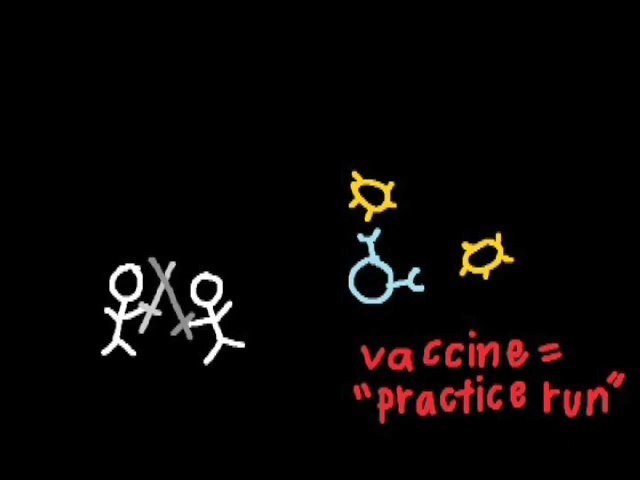 vaccine =
"practice run"